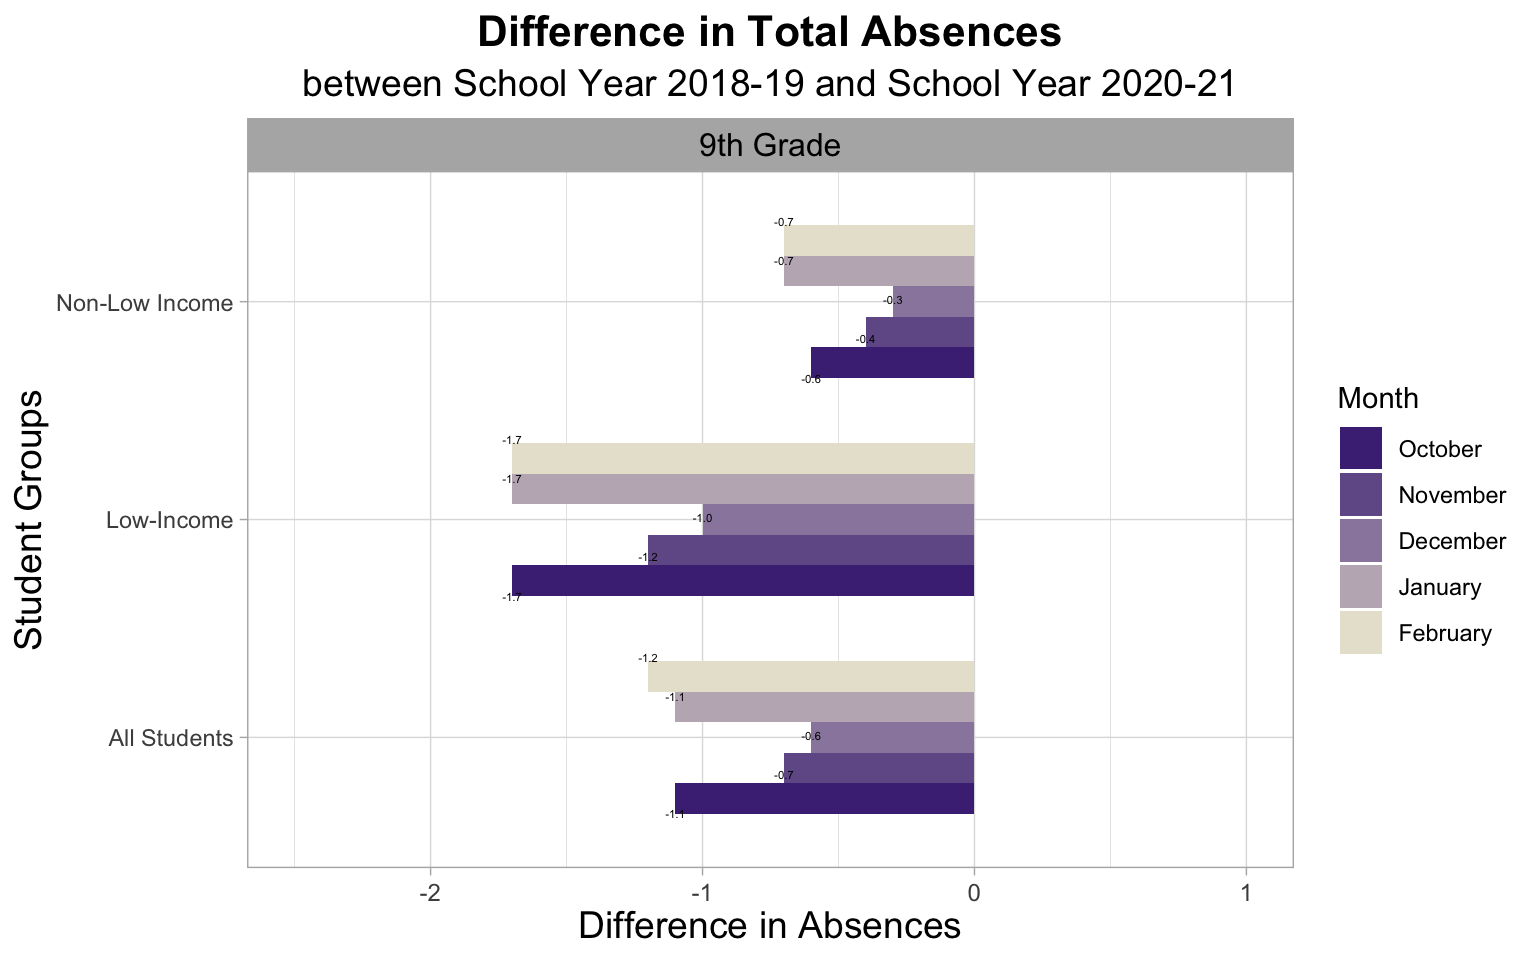 Difference in Total Absences
between School Year 2018-19 and School Year 2020-21
9th Grade
Student Groups
Non-Low Income
-0.7
-0.7
-0.3
-0.4
-0.6
Low-Income
-1.7
-1.7
-1.0
-1.2
-1.7
All Students
-1.2
-1.1
-0.6
-0.7
-1.1
-2 -1 0 1
Difference in Absences
Month
October
November
December
January
February